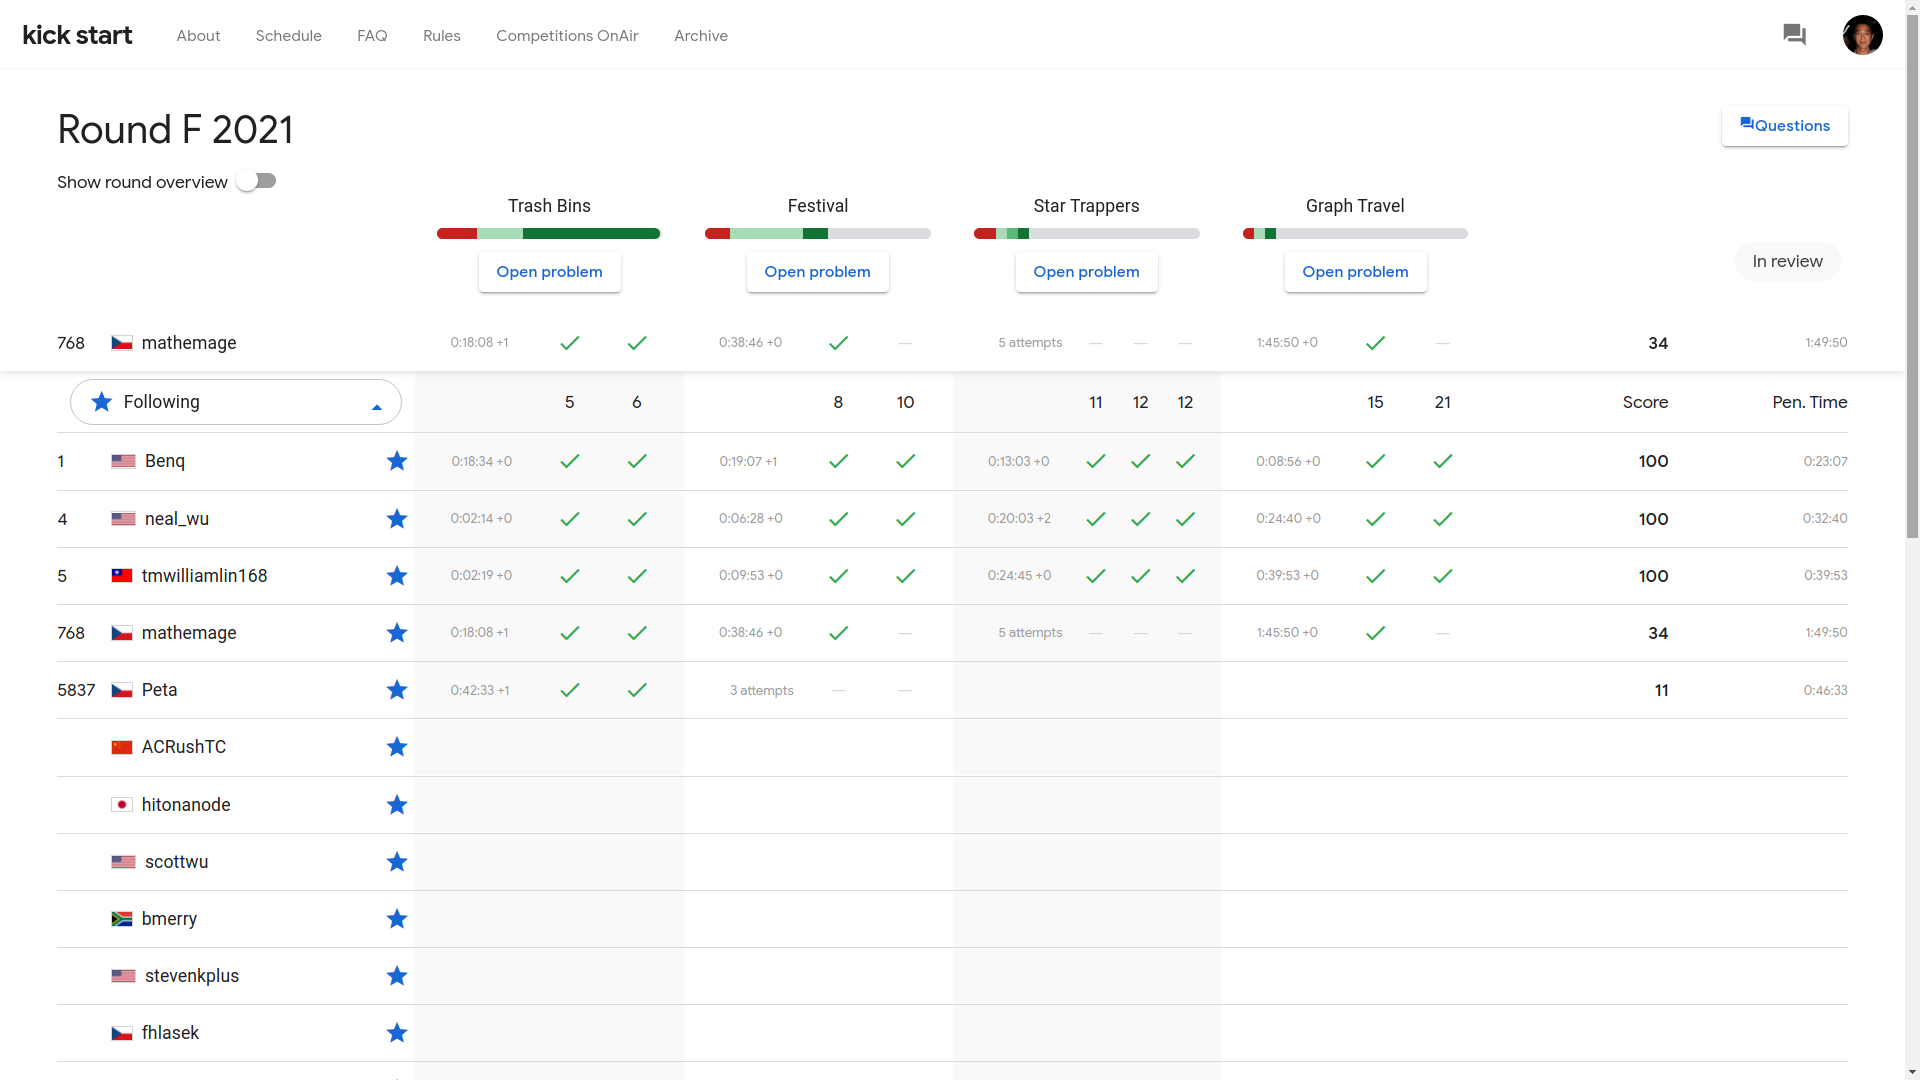 kick start About Schedule FAQ Rules Competitions OnAir Archive
Round F 2021
Questions
Show round overview
Trash Bins Festival Star Trappers Graph Travel
Open problem Open problem Open problem Open problem
In review
768 mathemage 0:18:08 +1 0:38:46 +0 — 5 attempts — — — 1:45:50 +0 — 34 1:49:50
Following 5 6 8 10 11 12 12 15 21 Score Pen. Time
1 Benq 0:18:34 +0 0:19:07 +1 0:13:03 +0 0:08:56 +0 100 0:23:07
4 neal_wu 0:02:14 +0 0:06:28 +0 0:20:03 +2 0:24:40 +0 100 0:32:40
5 tmwilliamlin168 0:02:19 +0 0:09:53 +0 0:24:45 +0 0:39:53 +0 100 0:39:53
768 mathemage 0:18:08 +1 0:38:46 +0 — 5 attempts — — — 1:45:50 +0 — 34 1:49:50
5837 Peta 0:42:33 +1 3 attempts — — 11 0:46:33
ACRushTC
hitonanode
scottwu
bmerry
stevenkplus
fhlasek